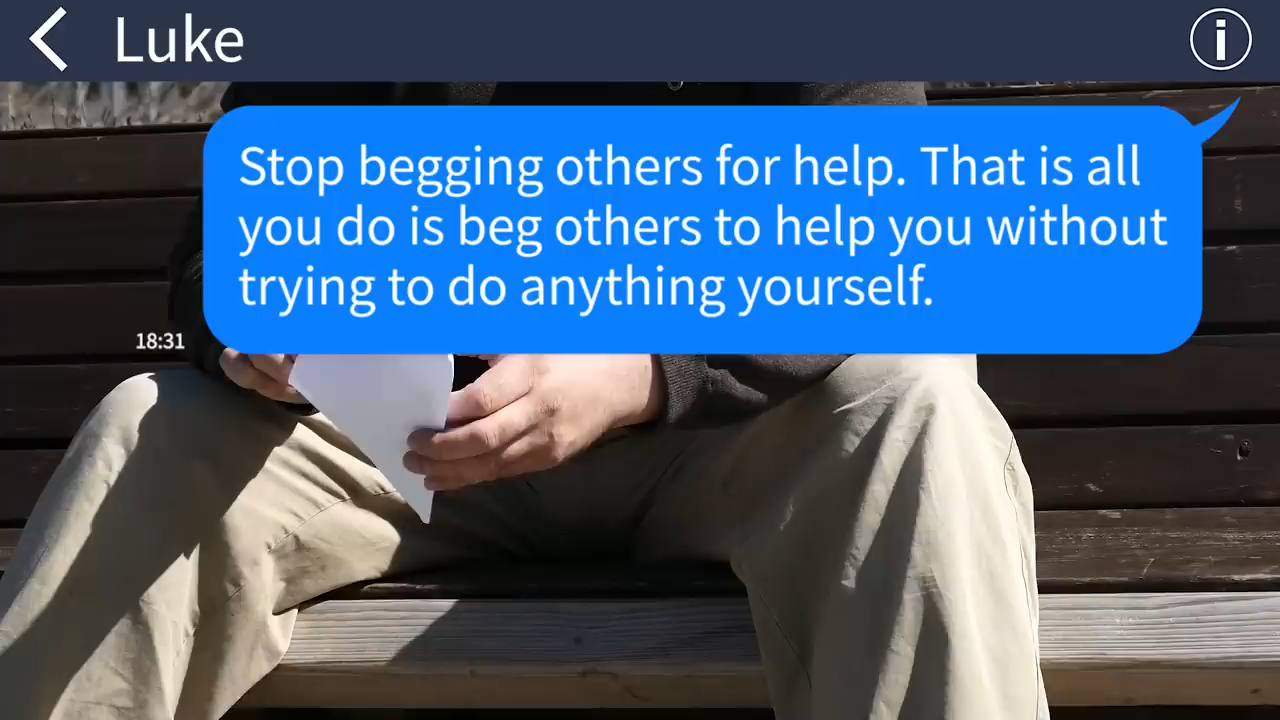 Luke
Stop begging others for help. That is all
you do is beg others to help you without
trying to do anything yourself.
18:31